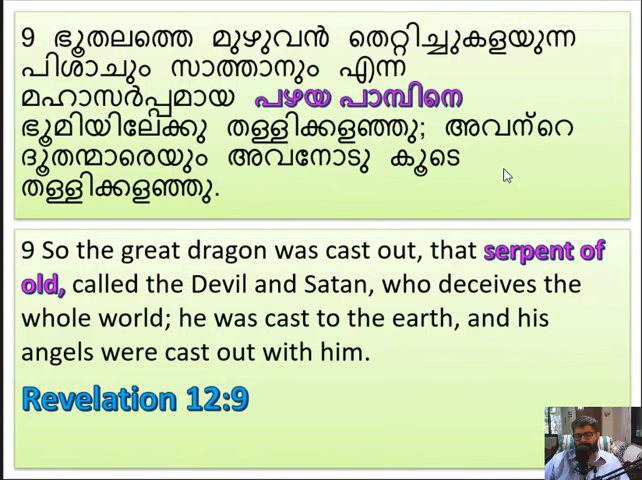 9 ഭൂതലത്തെ മുഴുവൻ തെറ്റിച്ചുകളയുന്ന
പിശാചും സാത്താനും എന്ന
മഹാസർപ്പമായ പഴയ പാമ്പിനെ
ഭൂമിയിലേക്കു തള്ളിക്കളഞ്ഞു; അവന്റെ
ദൂതന്മാരെയും അവനോടു കൂടെ
തള്ളിക്കളഞ്ഞു.
9 So the great dragon was cast out, that serpent of
old, called the Devil and Satan, who deceives the
whole world; he was cast to the earth, and his
angels were cast out with him.
Revelation 12:9